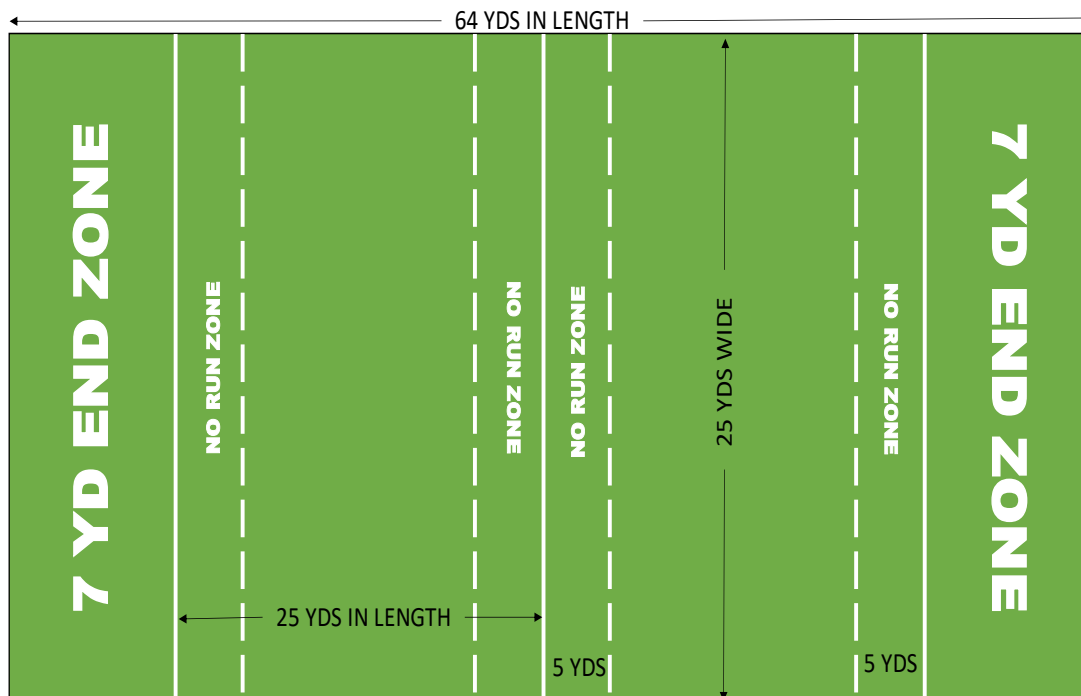 64 YDS IN LENGTH
7 YD END ZONE
NO RUN ZONE
NO RUN ZONE
NO RUN ZONE
25 YDS WIDE
NO RUN ZONE
7 YD END ZONE
25 YDS IN LENGTH
5 YDS
5 YDS